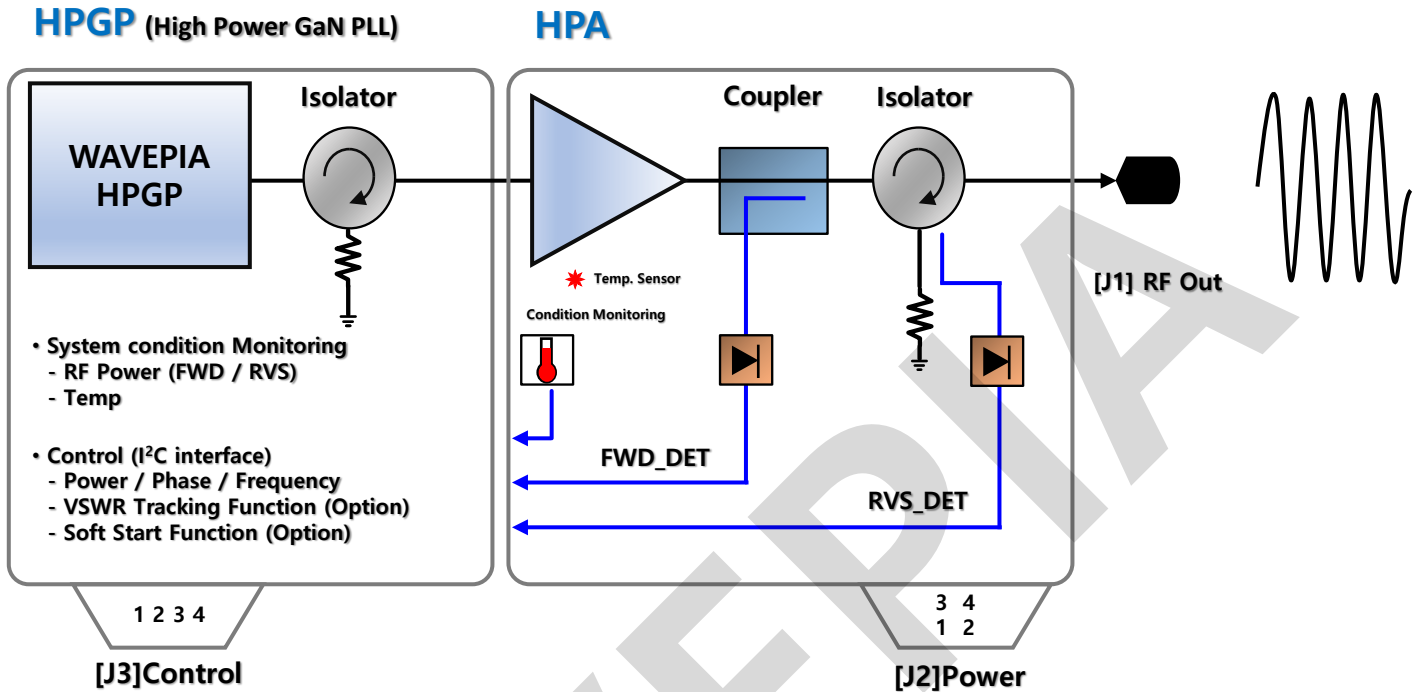 HPGP (High Power GaN PLL)
HPA
WAVEPIA
HPGP
Isolator
Coupler
Isolator
Temp. Sensor
Condition Monitoring
[J1] RF Out
• System condition Monitoring
- RF Power (FWD / RVS)
- Temp
• Control (I²C interface)
- Power / Phase / Frequency
- VSWR Tracking Function (Option)
- Soft Start Function (Option)
FWD_DET
RVS_DET
1 2 3 4
[J3]Control
3 4
1 2
[J2]Power